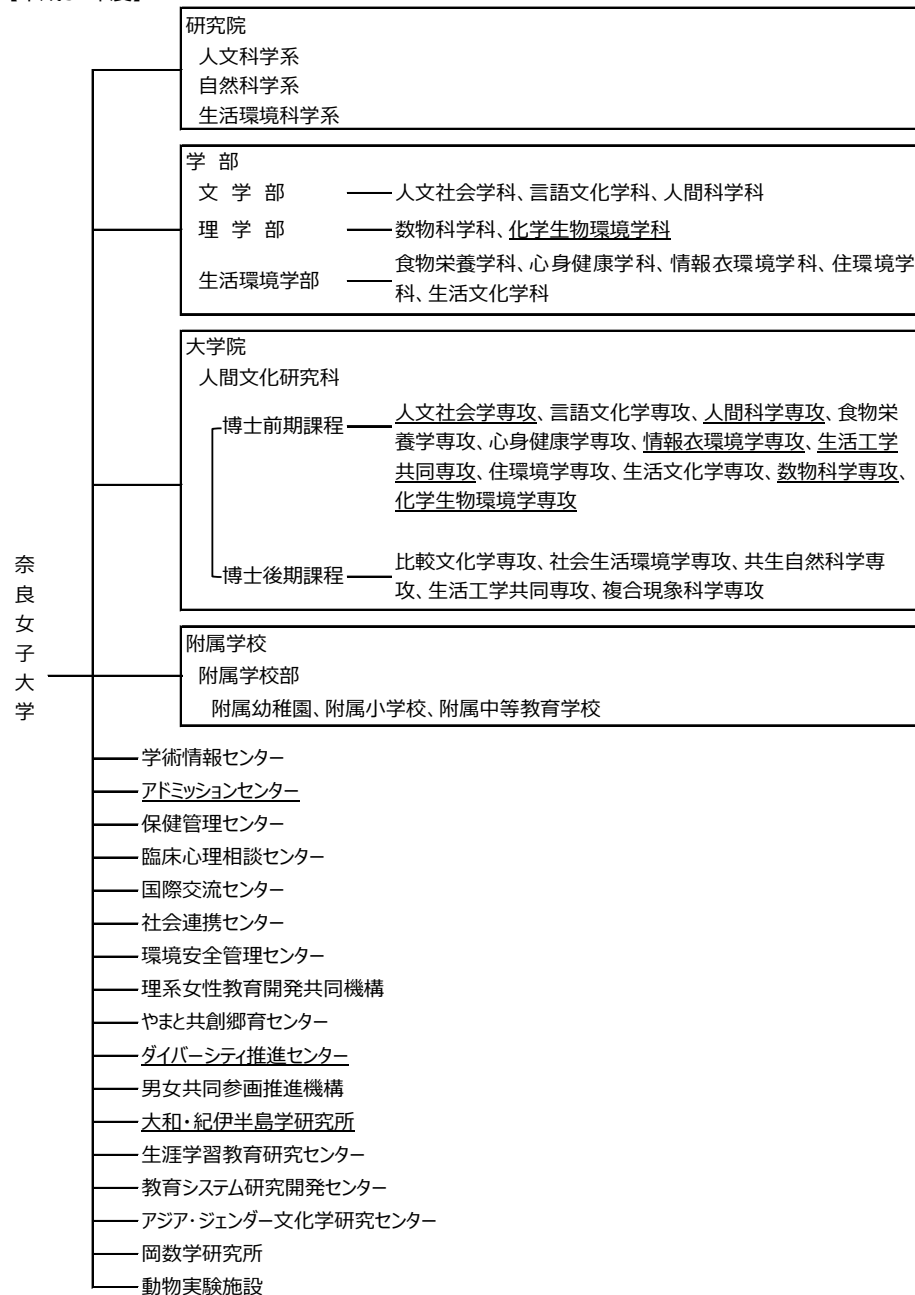 研究院
人文科学系
自然科学系
生活環境科学系
学 部
文 学 部 人文社会学科、言語文化学科、人間科学科
理 学 部 数物科学科、化学生物環境学科
生活環境学部 食物栄養学科、心身健康学科、情報衣環境学科、住環境学
科、生活文化学科
大学院
人間文化研究科
博士前期課程 人文社会学専攻、言語文化学専攻、人間科学専攻、食物栄
養学専攻、心身健康学専攻、情報衣環境学専攻、生活工学
共同専攻、住環境学専攻、生活文化学専攻、数物科学専攻、
化学生物環境学専攻
博士後期課程 比較文化学専攻、社会生活環境学専攻、共生自然科学専
攻、生活工学共同専攻、複合現象科学専攻
奈良女子大学
附属学校
附属学校部
附属幼稚園、附属小学校、附属中等教育学校
学術情報センター
アドミッションセンター
保健管理センター
臨床心理相談センター
国際交流センター
社会連携センター
環境安全管理センター
理系女性教育開発共同機構
やまと共創郷育センター
ダイバーシティ推進センター
男女共同参画推進機構
大和・紀伊半島学研究所
生涯学習教育研究センター
教育システム研究開発センター
アジア・ジェンダー文化学研究センター
岡数学研究所
動物実験施設